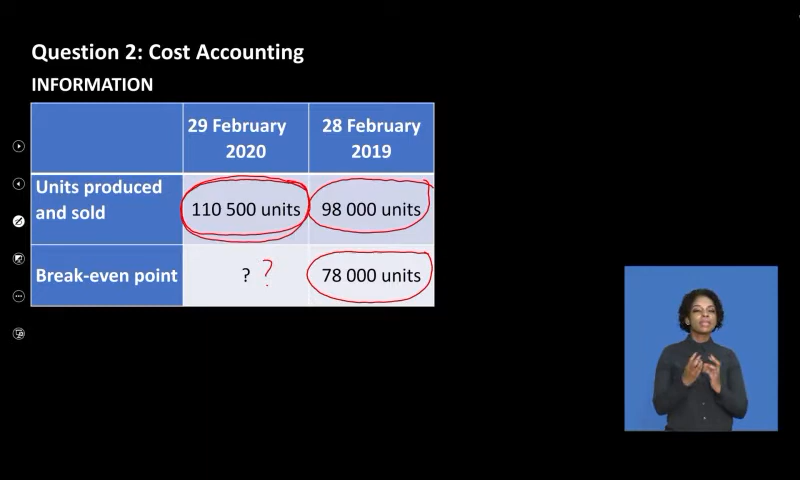 Question 2: Cost Accounting
INFORMATION
29 February 2020
28 February 2019
Units produced and sold
110 500 units
98 000 units
Break-even point
? ?
78 000 units